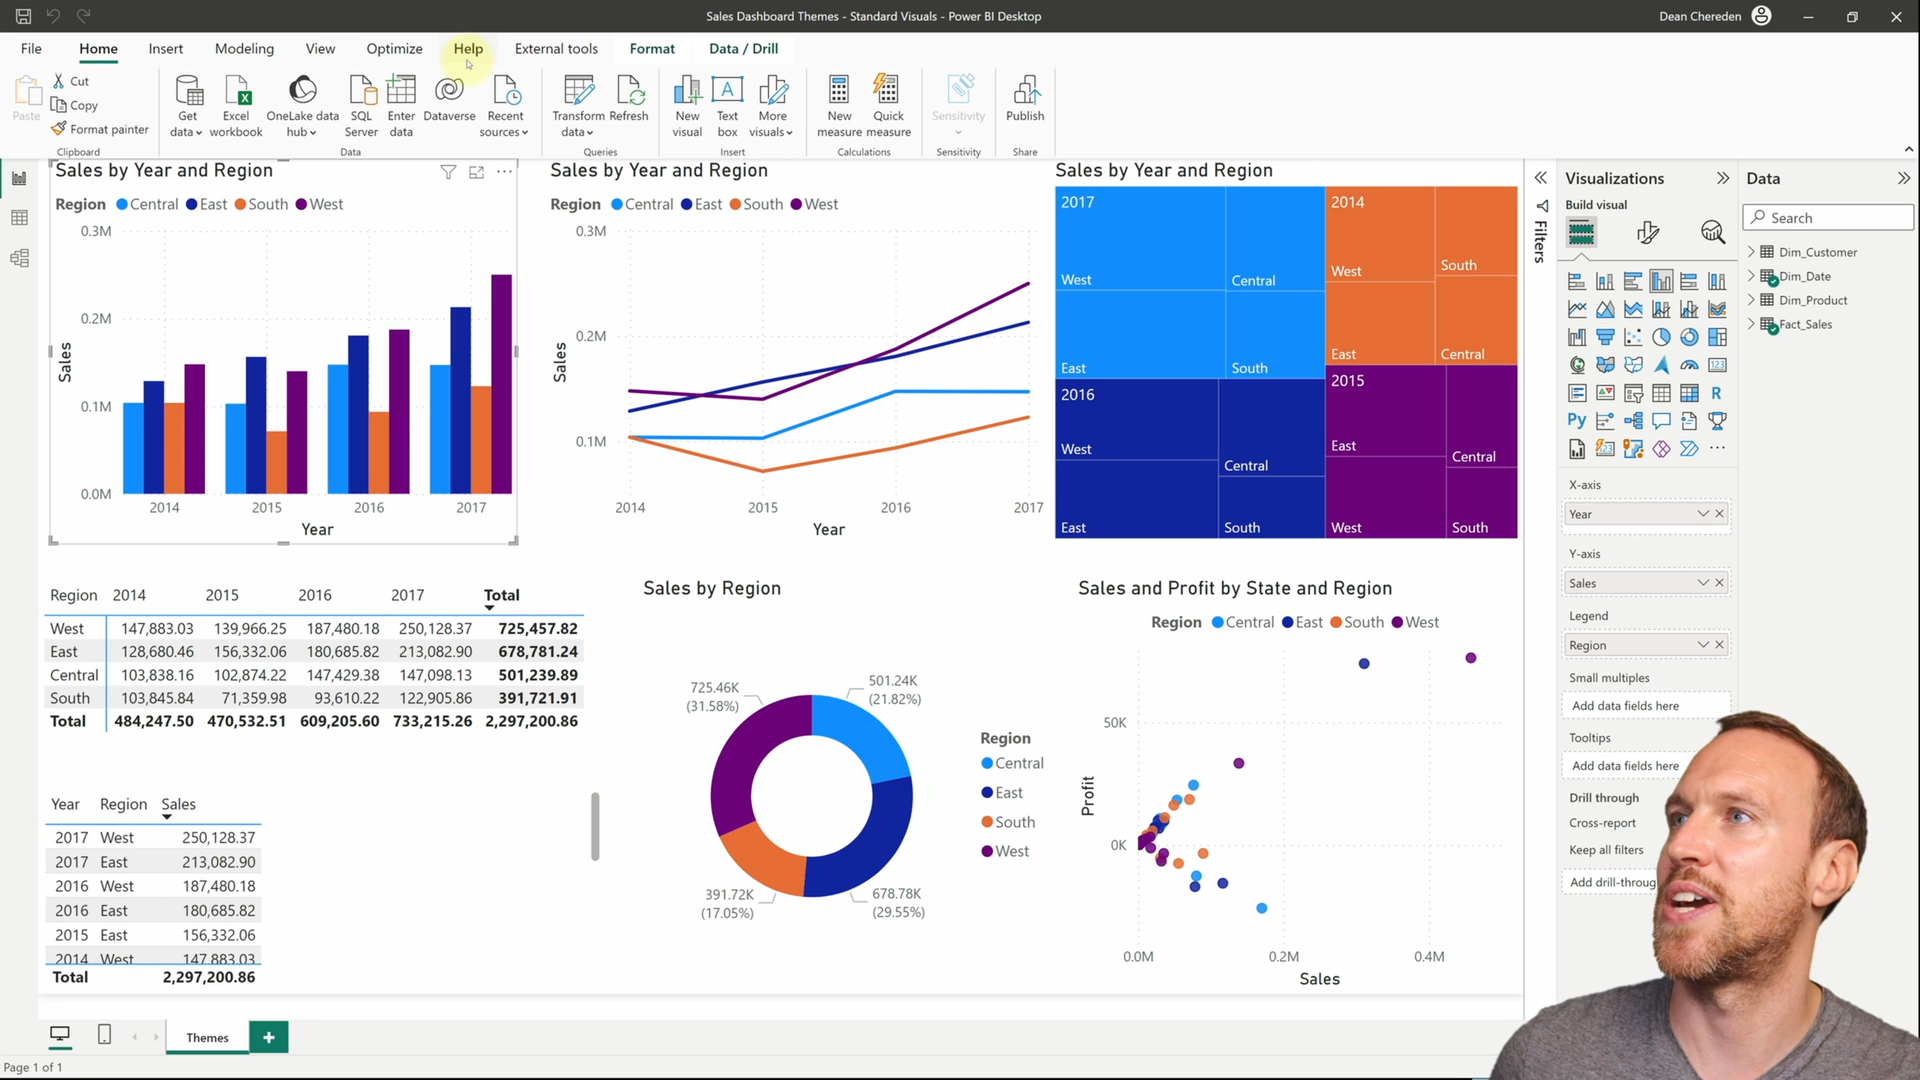 Sales Dashboard Themes - Standard Visuals - Power BI Desktop
Dean Chereden
File Home Insert Modeling View Optimize Help External tools Format Data / Drill
Paste
Cut
Copy
Format painter
Clipboard
Get data
Excel workbook
OneLake data hub
SQL Server
Enter data
Dataverse
Recent sources
Data
Transform data
Refresh
Queries
New visual
Text box
More visuals
Insert
New measure
Quick measure
Calculations
Sensitivity
Sensitivity
Publish
Share
Sales by Year and Region
Region Central East South West
0.3M
0.2M
0.1M
0.0M
Sales
2014 2015 2016 2017
Year
Sales by Year and Region
Region Central East South West
0.3M
0.2M
0.1M
Sales
2014 2015 2016 2017
Year
Sales by Year and Region
2017
West
Central
East
South
2014
West
South
East
Central
2016
West
Central
East
South
2015
East
Central
West
South
Region 2014 2015 2016 2017 Total
West 147,883.03 139,966.25 187,480.18 250,128.37 725,457.82
East 128,680.46 156,332.06 180,685.82 213,082.90 678,781.24
Central 103,838.16 102,874.22 147,429.38 147,098.13 501,239.89
South 103,845.84 71,359.98 93,610.22 122,905.86 391,721.91
Total 484,247.50 470,532.51 609,205.60 733,215.26 2,297,200.86
Year Region Sales
2017 West 250,128.37
2017 East 213,082.90
2016 West 187,480.18
2016 East 180,685.82
2015 East 156,332.06
2014 West 147,883.03
Total 2,297,200.86
Sales by Region
725.46K
(31.58%)
501.24K
(21.82%)
391.72K
(17.05%)
678.78K
(29.55%)
Region
Central
East
South
West
Sales and Profit by State and Region
Region Central East South West
50K
0K
Profit
0.0M 0.2M 0.4M
Sales
Filters
Visualizations
Build visual
R
Py
123
X-axis
Year
Y-axis
Sales
Legend
Region
Small multiples
Add data fields here
Tooltips
Add data fields here
Drill through
Cross-report
Keep all filters
Add drill-throug
Data
Search
Dim_Customer
Dim_Date
Dim_Product
Fact_Sales
Themes
Page 1 of 1